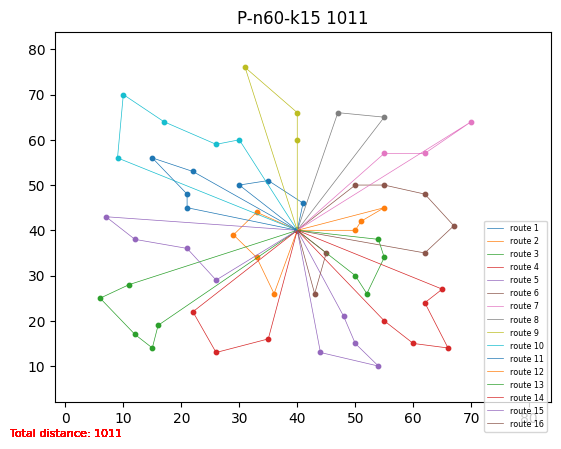 P-n60-k15 1011
80
70
60
50
40
30
20
10
0 10 20 30 40 50 60 70 80
route 1
route 2
route 3
route 4
route 5
route 6
route 7
route 8
route 9
route 10
route 11
route 12
route 13
route 14
route 15
route 16
Total distance: 1011